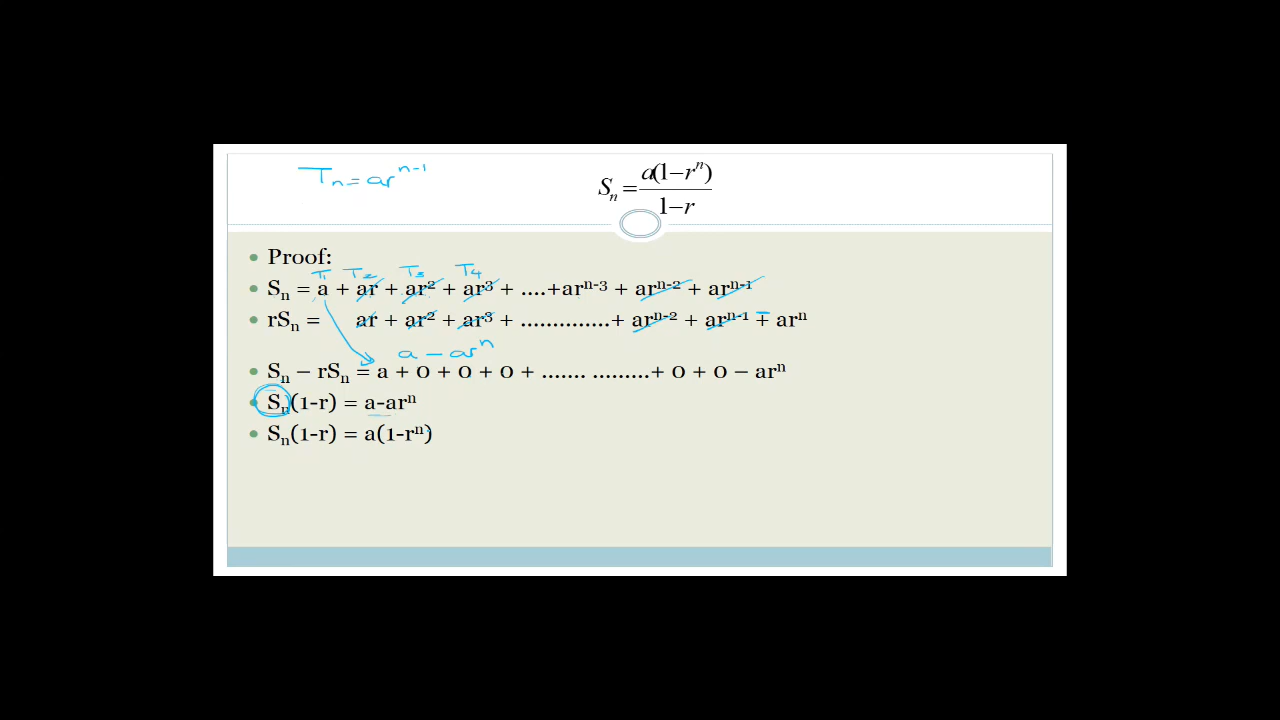 Tn = ar^(n-1)
Sn = a(1−r^n) / 1−r
Proof:
T1 T2 T3 T4
Sn = a + ar + ar² + ar³ + ....+ar^(n-3) + ar^(n-2) + ar^(n-1)
rSn = ar + ar² + ar³ + ..............+ ar^(n-2) + ar^(n-1) + ar^n
a − ar^n
Sn − rSn = a + 0 + 0 + 0 + ....... .........+ 0 + 0 − ar^n
Sn(1-r) = a-ar^n
Sn(1-r) = a(1-r^n)